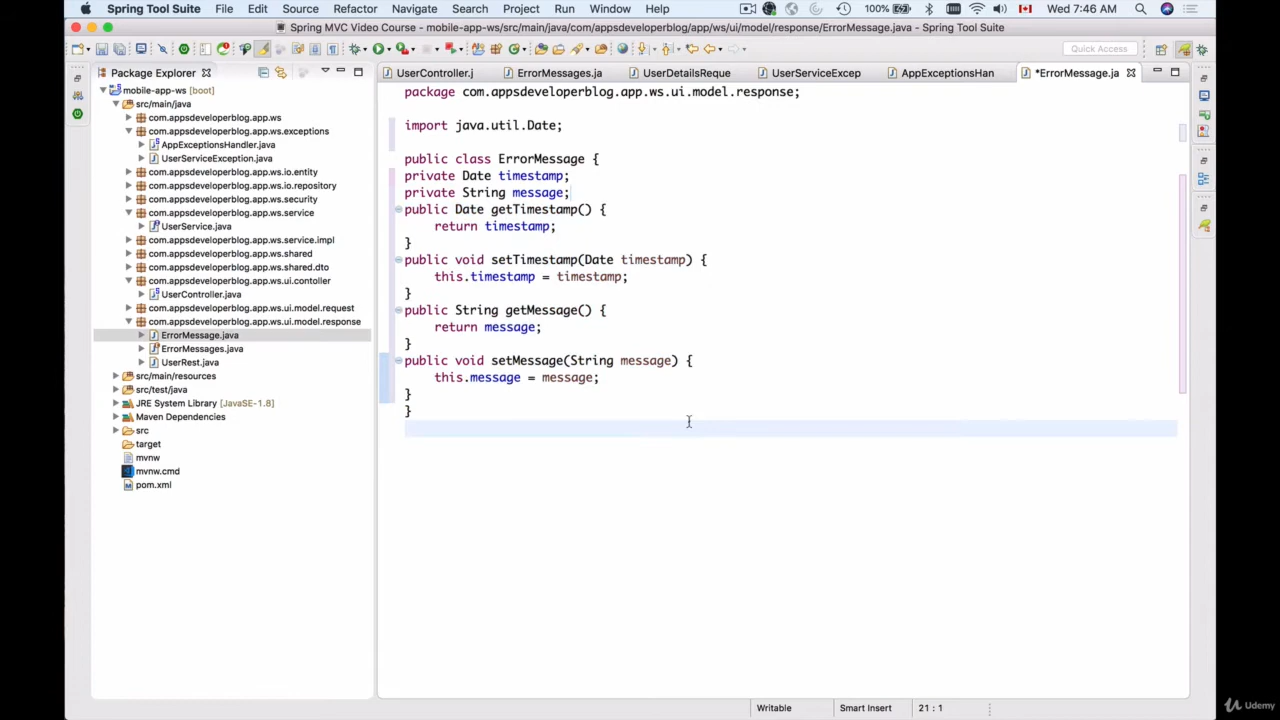 Spring Tool Suite File Edit Source Refactor Navigate Search Project Run Window Help 100% Wed 7:46 AM
Spring MVC Video Course - mobile-app-ws/src/main/java/com/appsdeveloperblog/app/ws/ui/model/response/ErrorMessage.java - Spring Tool Suite
Quick Access
Package Explorer
UserController.j ErrorMessages.ja UserDetailsReque UserServiceExcep AppExceptionsHan *ErrorMessage.ja
mobile-app-ws [boot]
src/main/java
com.appsdeveloperblog.app.ws
com.appsdeveloperblog.app.ws.exceptions
AppExceptionsHandler.java
UserServiceException.java
com.appsdeveloperblog.app.ws.io.entity
com.appsdeveloperblog.app.ws.io.repository
com.appsdeveloperblog.app.ws.security
com.appsdeveloperblog.app.ws.service
UserService.java
com.appsdeveloperblog.app.ws.service.impl
com.appsdeveloperblog.app.ws.shared
com.appsdeveloperblog.app.ws.shared.dto
com.appsdeveloperblog.app.ws.ui.contoller
UserController.java
com.appsdeveloperblog.app.ws.ui.model.request
com.appsdeveloperblog.app.ws.ui.model.response
ErrorMessage.java
ErrorMessages.java
UserRest.java
src/main/resources
src/test/java
JRE System Library [JavaSE-1.8]
Maven Dependencies
src
target
mvnw
mvnw.cmd
pom.xml
package com.appsdeveloperblog.app.ws.ui.model.response;
import java.util.Date;
public class ErrorMessage {
private Date timestamp;
private String message;
public Date getTimestamp() {
return timestamp;
}
public void setTimestamp(Date timestamp) {
this.timestamp = timestamp;
}
public String getMessage() {
return message;
}
public void setMessage(String message) {
this.message = message;
}
}
Writable Smart Insert 21 : 1
Udemy